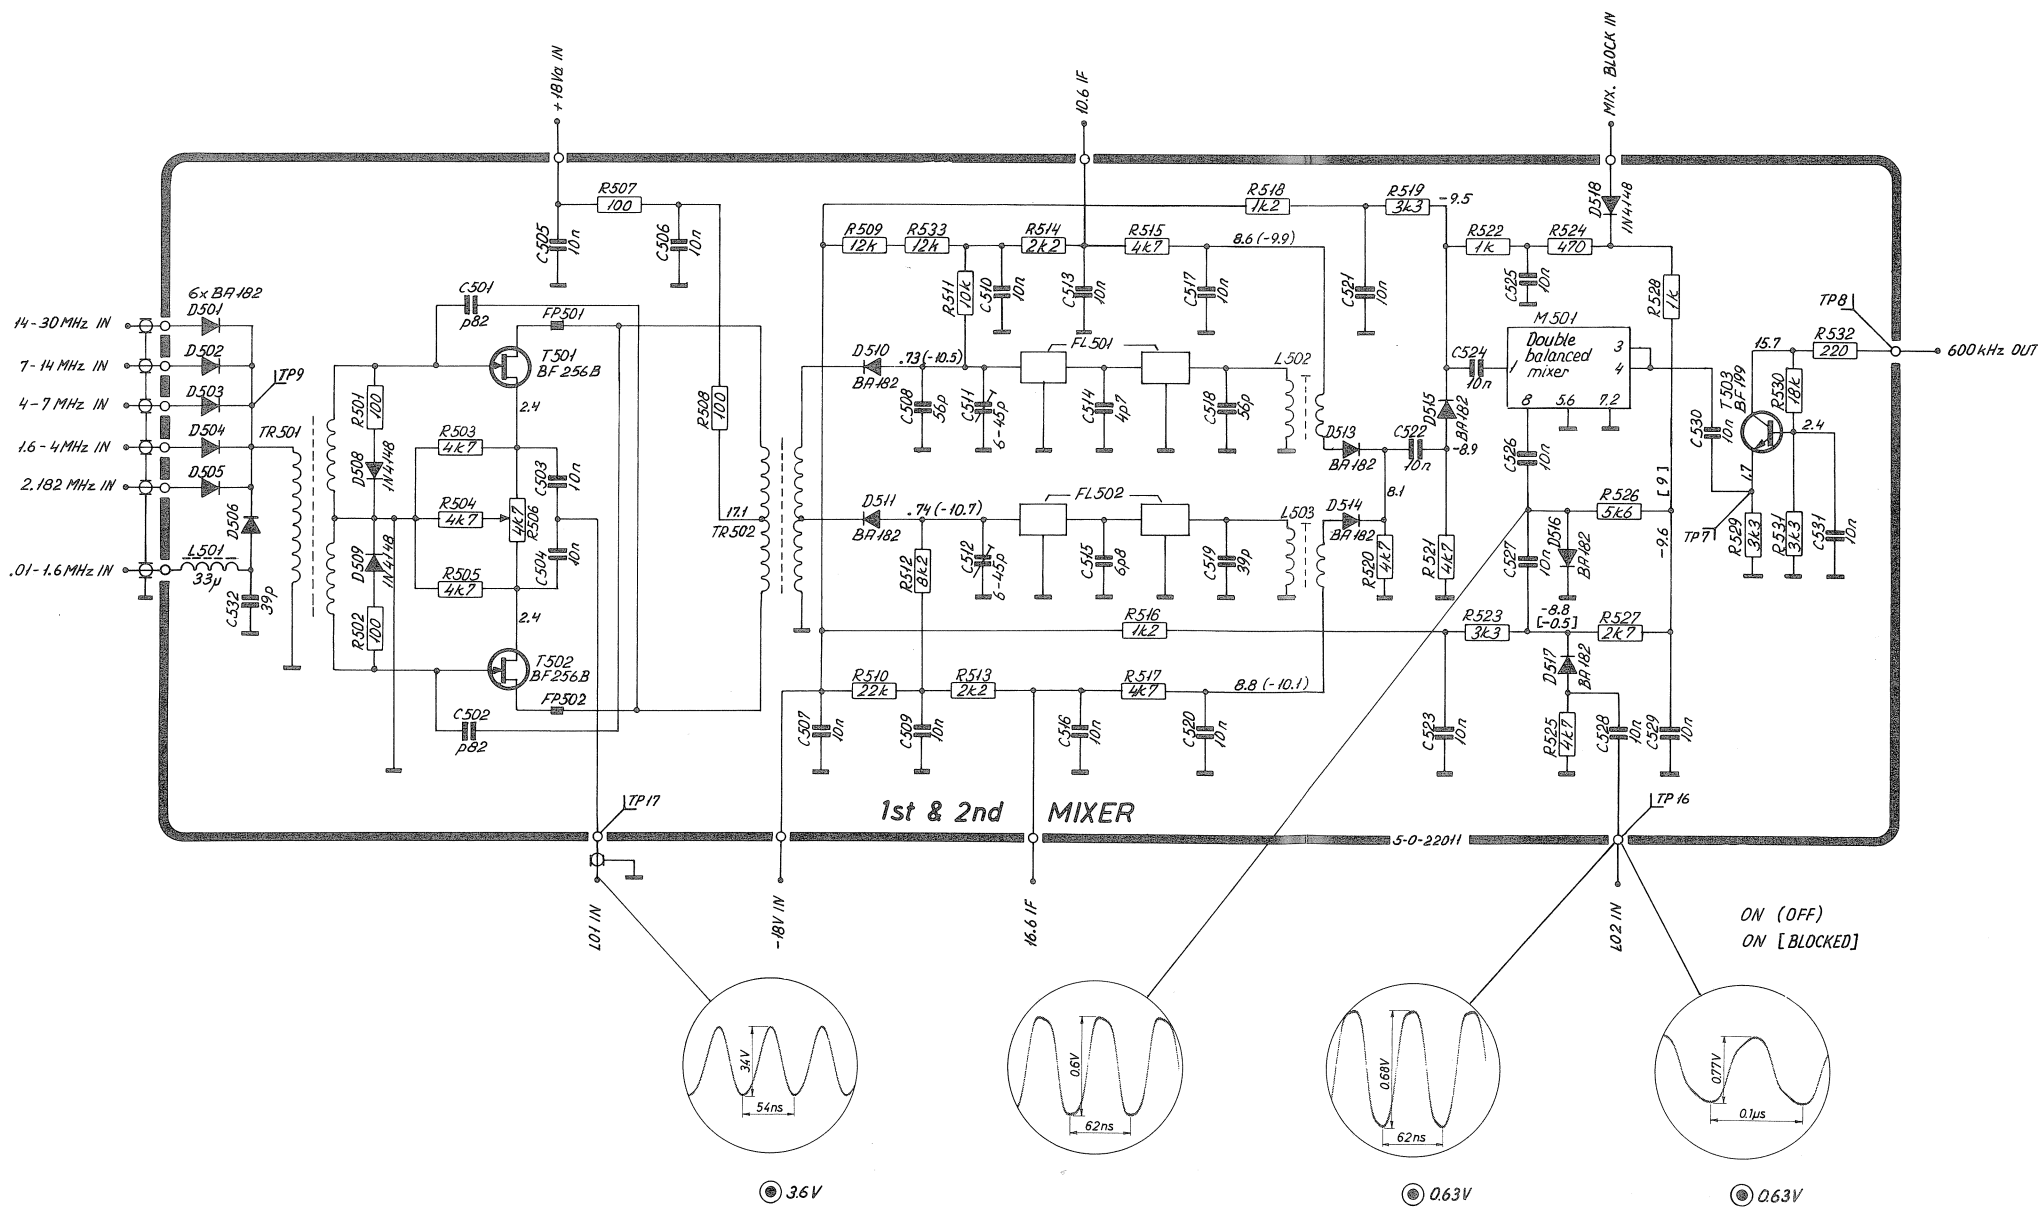 +18Va IN
10.6 IF
MIX. BLOCK IN
R507
100
C505
10n
C506
10n
R518
1k2
R519
3k3
-9.5
D518
1N4148
R509
12k
R533
12k
R514
2k2
R515
4k7
8.6 (-9.9)
R522
1k
R524
470
R511
10k
C510
10n
C513
10n
C517
10n
C521
10n
C525
10n
R528
1k
TP8
6xBA182
D501
14-30 MHz IN
D502
7-14 MHz IN
D503
4-7 MHz IN
D504
1.6-4 MHz IN
D505
2.182 MHz IN
D506
L501
33µ
.01-1.6 MHz IN
C532
39p
TP9
TR501
C501
p82
FP501
T501
BF256B
2.4
R501
100
D508
1N4148
R503
4k7
R504
4k7
R505
4k7
R506
4k7
C503
10n
C504
10n
D509
1N4148
R502
100
2.4
T502
BF256B
FP502
C502
p82
R508
100
17.1
TR502
D510
BA182
.73 (-10.5)
C508
56p
C511
6-45p
FL501
C514
4p7
C518
56p
L502
D513
BA182
C522
10n
D515
BA182
-8.9
C524
10n
M501
Double
balanced
mixer
1
3
4
8
5.6
7.2
C526
10n
C530
10n
15.7
T503
BF199
R530
18k
2.4
R532
220
600kHz OUT
1.7
TP7
R529
3k3
R531
3k3
C531
10n
D511
BA182
.74 (-10.7)
R512
8k2
C512
6-45p
FL502
C515
6p8
C519
39p
L503
D514
BA182
8.1
R520
4k7
R521
4k7
C527
10n
D516
BA182
R526
5k6
[9]
-9.6
R516
1k2
R523
3k3
-8.8
[-0.5]
R527
2k7
D517
BA182
R510
22k
R513
2k2
R517
4k7
8.8 (-10.1)
C507
10n
C509
10n
C516
10n
C520
10n
C523
10n
R525
4k7
C528
10n
C529
10n
1st & 2nd MIXER
TP17
TP16
5-0-22011
LO1 IN
-18V IN
16.6 IF
LO2 IN
ON (OFF)
ON [BLOCKED]
3.4V
54ns
0.6V
62ns
0.68V
62ns
0.77V
0.1µs
3.6V
0.63V
0.63V